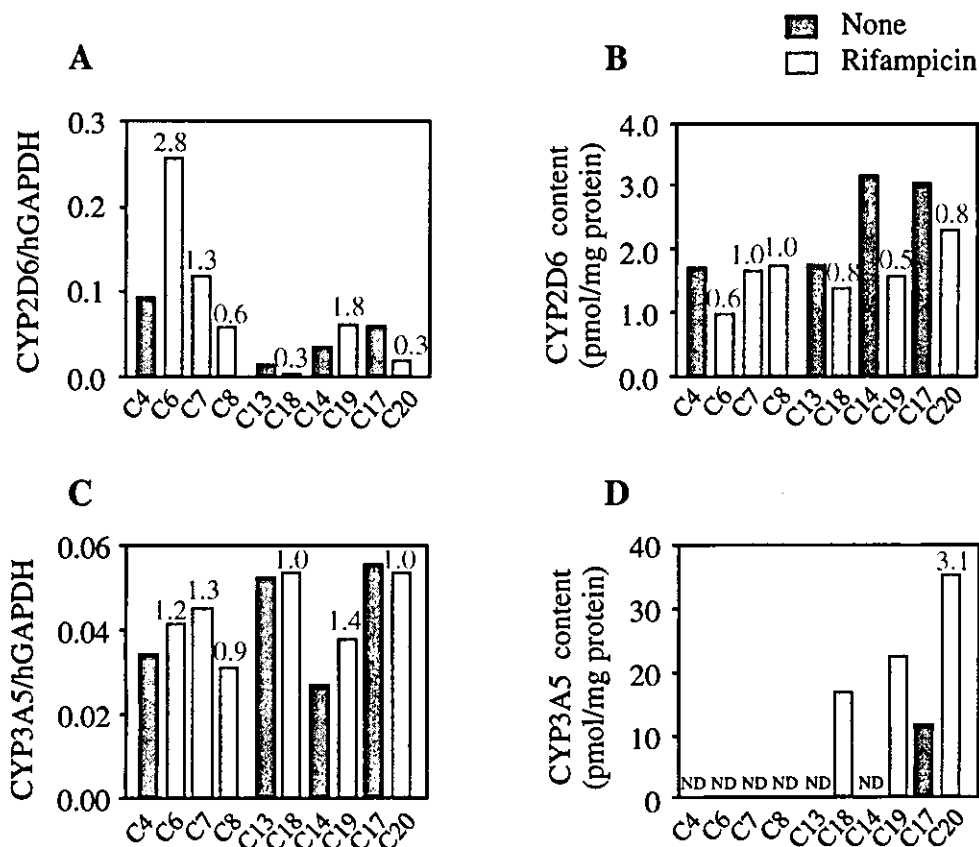 None
Rifampicin
A
CYP2D6/hGAPDH
0.3
0.2
0.1
0.0
2.8
1.3
0.6
0.3
1.8
0.3
C4 C6 C7 C8 C13 C18 C14 C19 C17 C20
B
CYP2D6 content
(pmol/mg protein)
4.0
3.0
2.0
1.0
0.0
0.6
1.0
1.0
0.8
0.5
0.8
C4 C6 C7 C8 C13 C18 C14 C19 C17 C20
C
CYP3A5/hGAPDH
0.06
0.04
0.02
0.00
1.2
1.3
0.9
1.0
1.4
1.0
C4 C6 C7 C8 C13 C18 C14 C19 C17 C20
D
CYP3A5 content
(pmol/mg protein)
40
30
20
10
0
3.1
ND ND ND ND ND ND
C4 C6 C7 C8 C13 C18 C14 C19 C17 C20